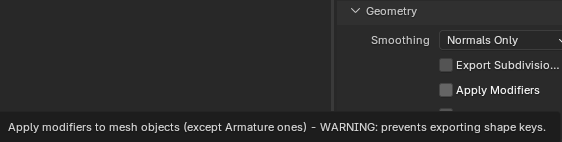 Geometry
Smoothing Normals Only
Export Subdivisio...
Apply Modifiers
Apply modifiers to mesh objects (except Armature ones) - WARNING: prevents exporting shape keys.